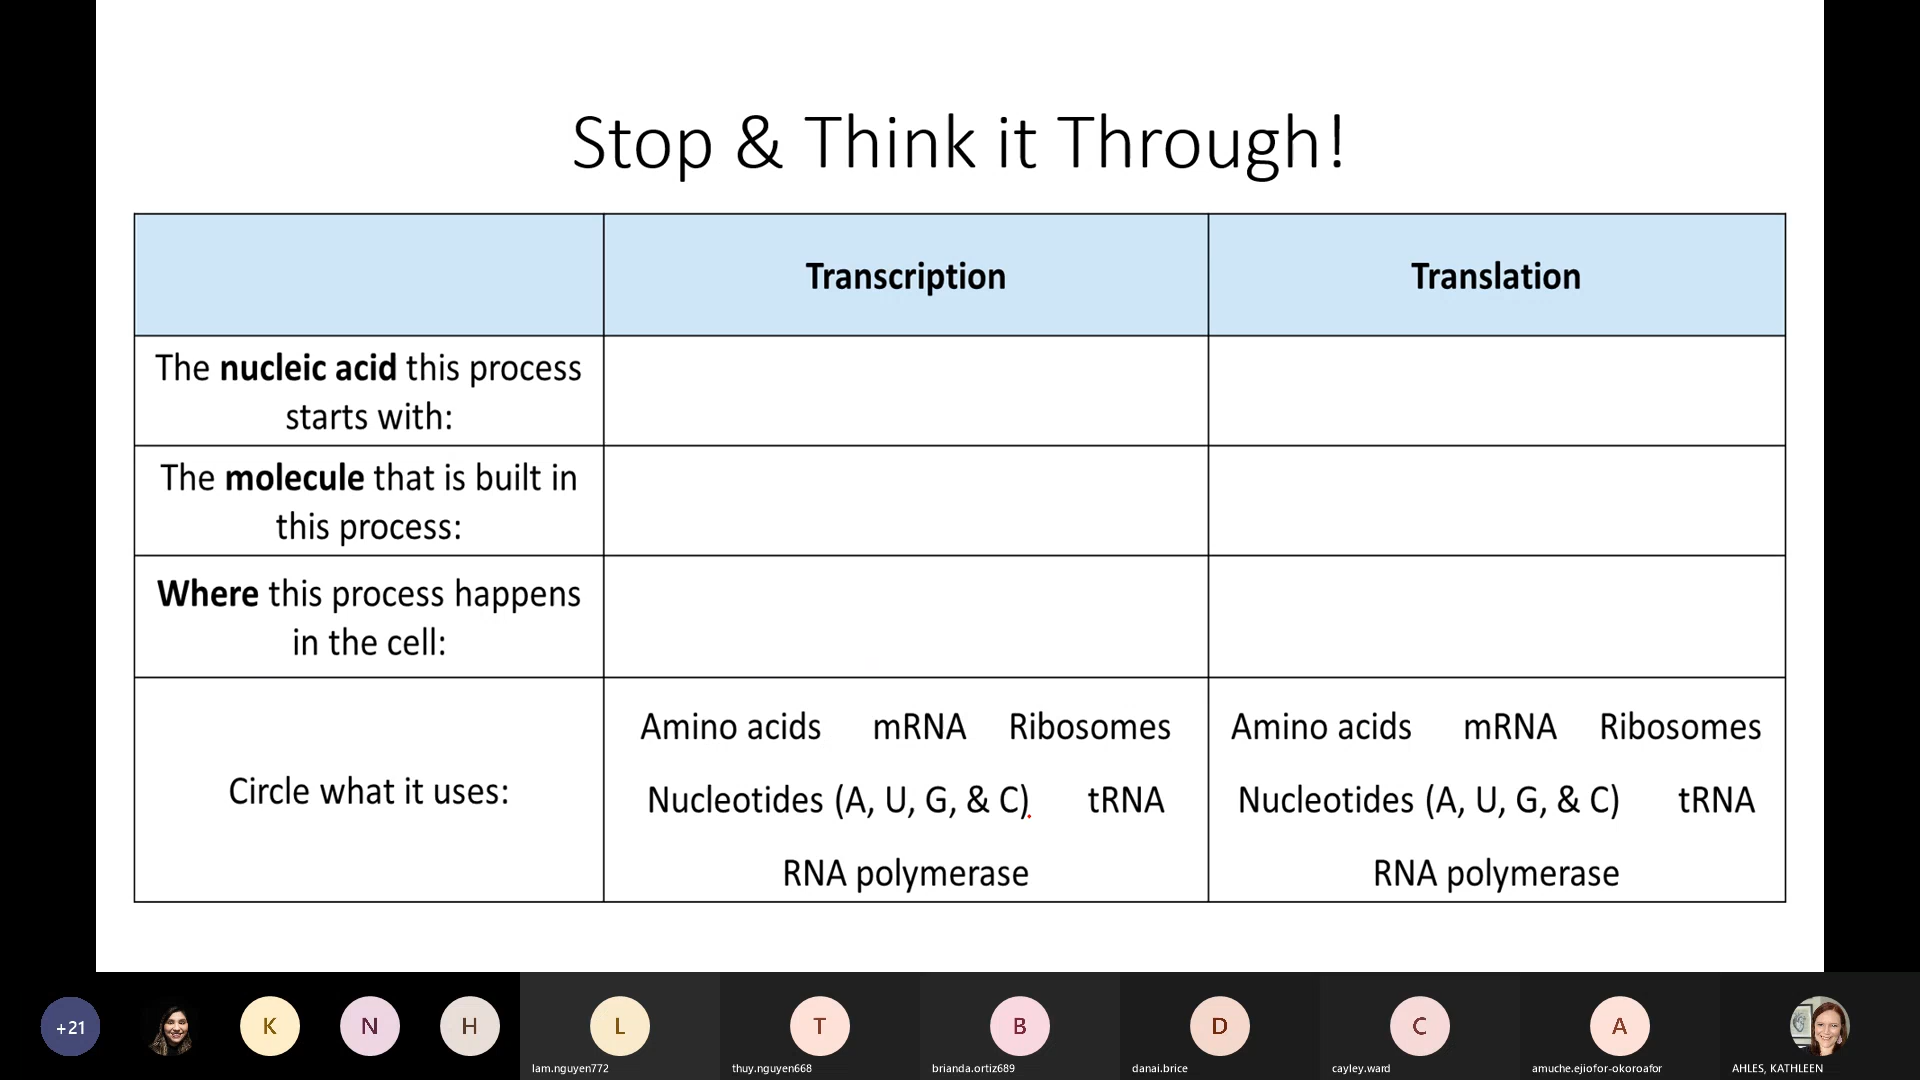 Stop & Think it Through!
Transcription
Translation
The nucleic acid this process
starts with:
The molecule that is built in
this process:
Where this process happens
in the cell:
Circle what it uses:
Amino acids mRNA Ribosomes
Nucleotides (A, U, G, & C) tRNA
RNA polymerase
Amino acids mRNA Ribosomes
Nucleotides (A, U, G, & C) tRNA
RNA polymerase
+21
K
N
H
L
lam.nguyen772
T
thuy.nguyen668
B
brianda.ortiz689
D
danai.brice
C
cayley.ward
A
amuche.ejiofor-okoroafor
AHLES, KATHLEEN